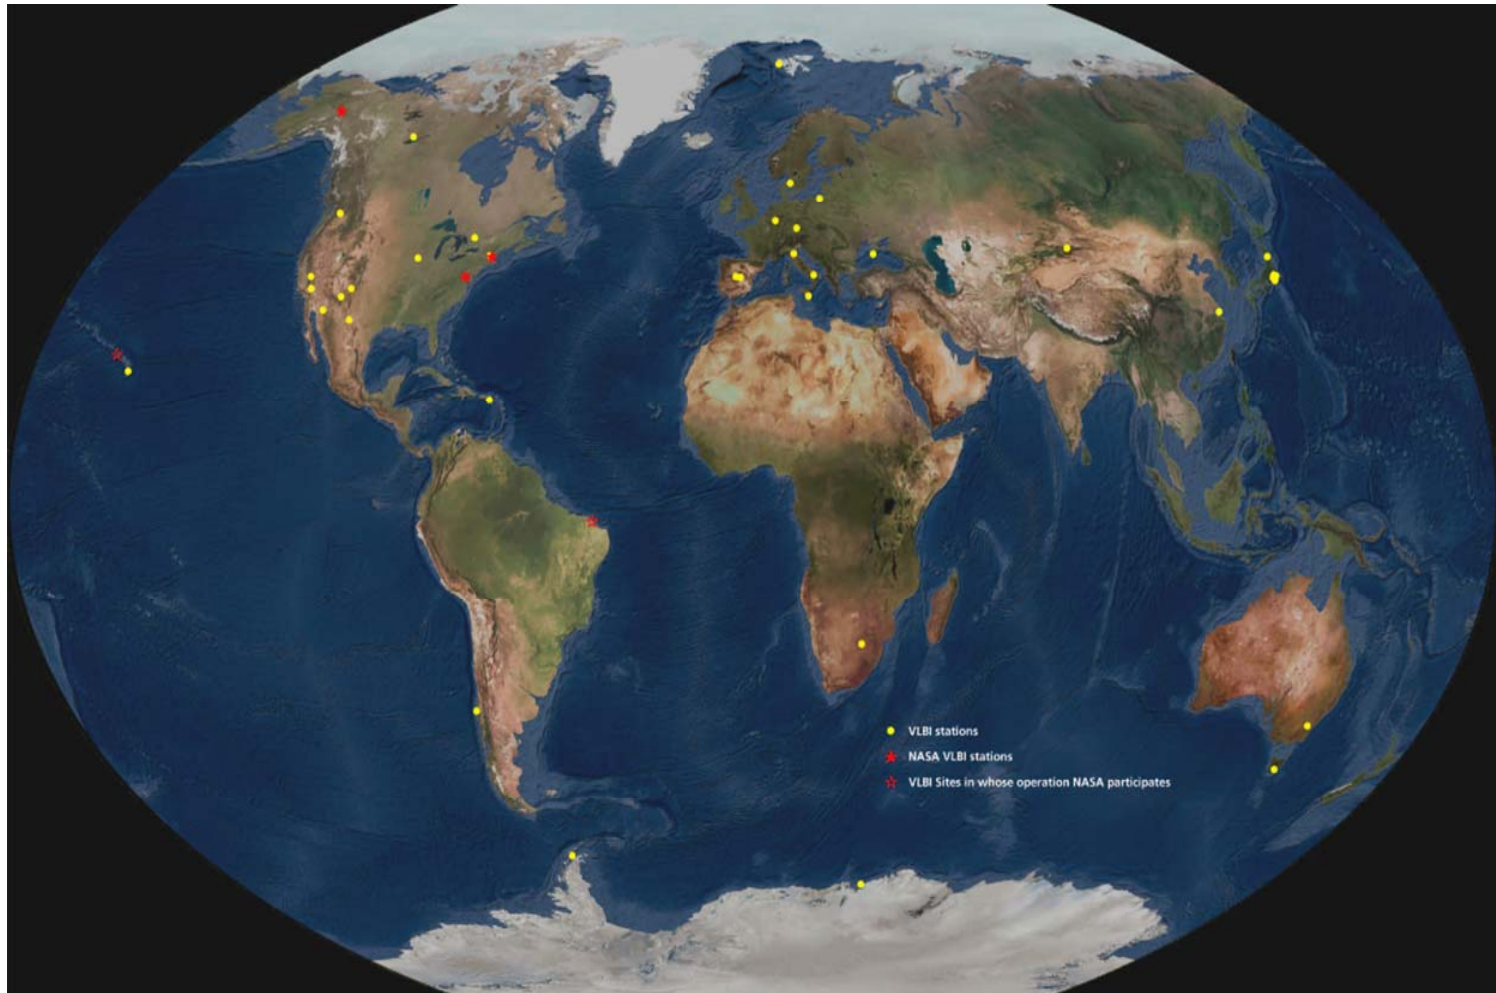 VLBI stations
NASA VLBI stations
VLBI Sites in whose operation NASA participates